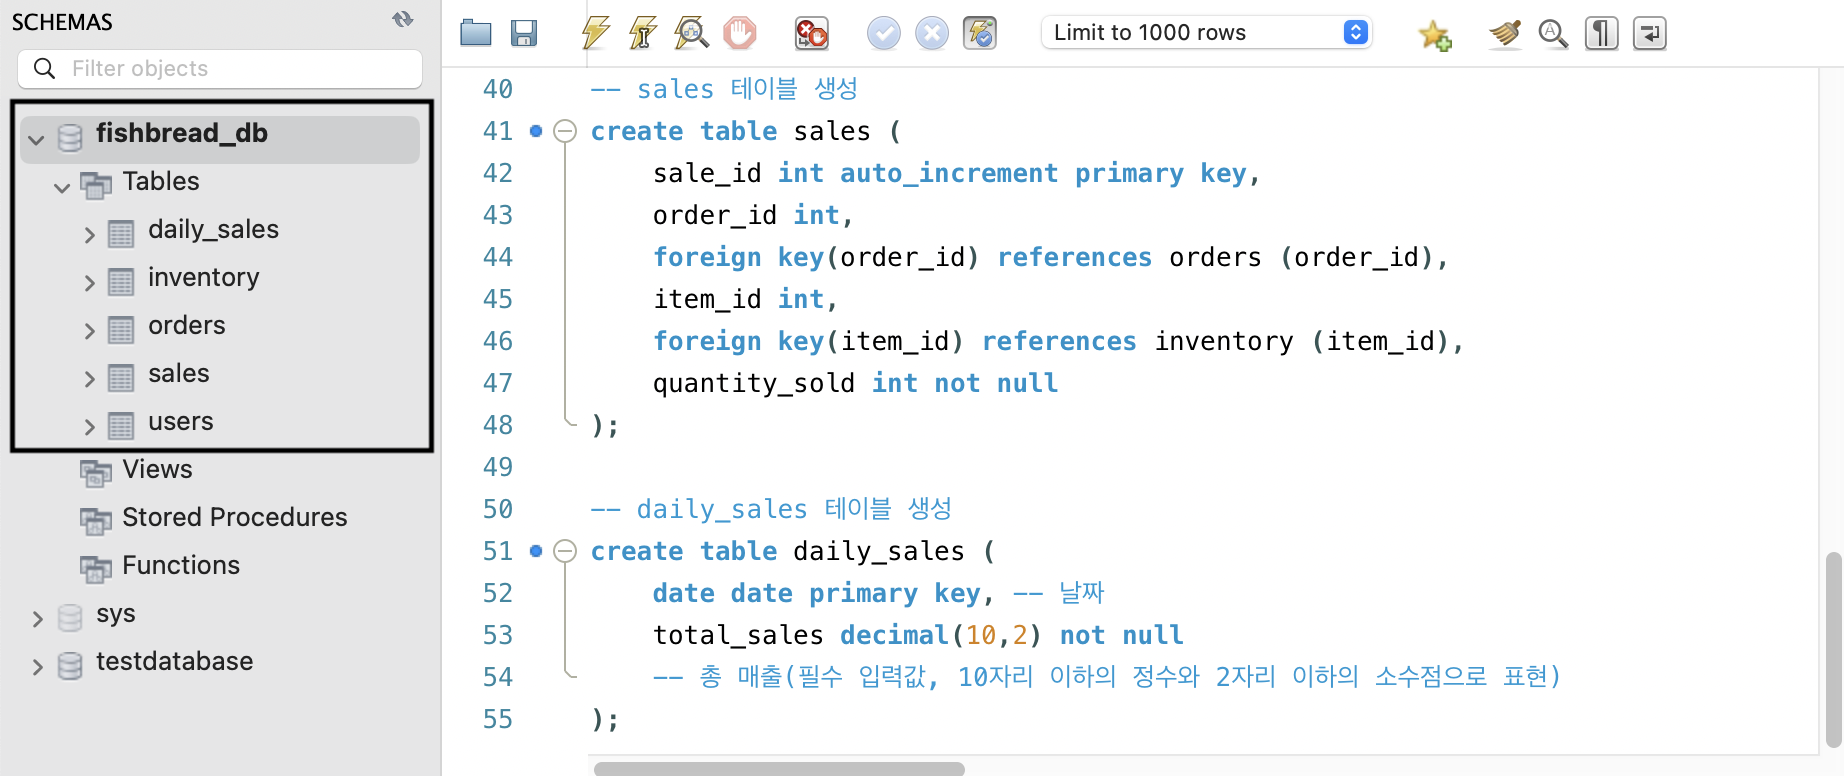 SCHEMAS
Filter objects
fishbread_db
Tables
daily_sales
inventory
orders
sales
users
Views
Stored Procedures
Functions
sys
testdatabase
Limit to 1000 rows
40 -- sales 테이블 생성
41 create table sales (
42 sale_id int auto_increment primary key,
43 order_id int,
44 foreign key(order_id) references orders (order_id),
45 item_id int,
46 foreign key(item_id) references inventory (item_id),
47 quantity_sold int not null
48 );
49
50 -- daily_sales 테이블 생성
51 create table daily_sales (
52 date date primary key, -- 날짜
53 total_sales decimal(10,2) not null
54 -- 총 매출(필수 입력값, 10자리 이하의 정수와 2자리 이하의 소수점으로 표현)
55 );